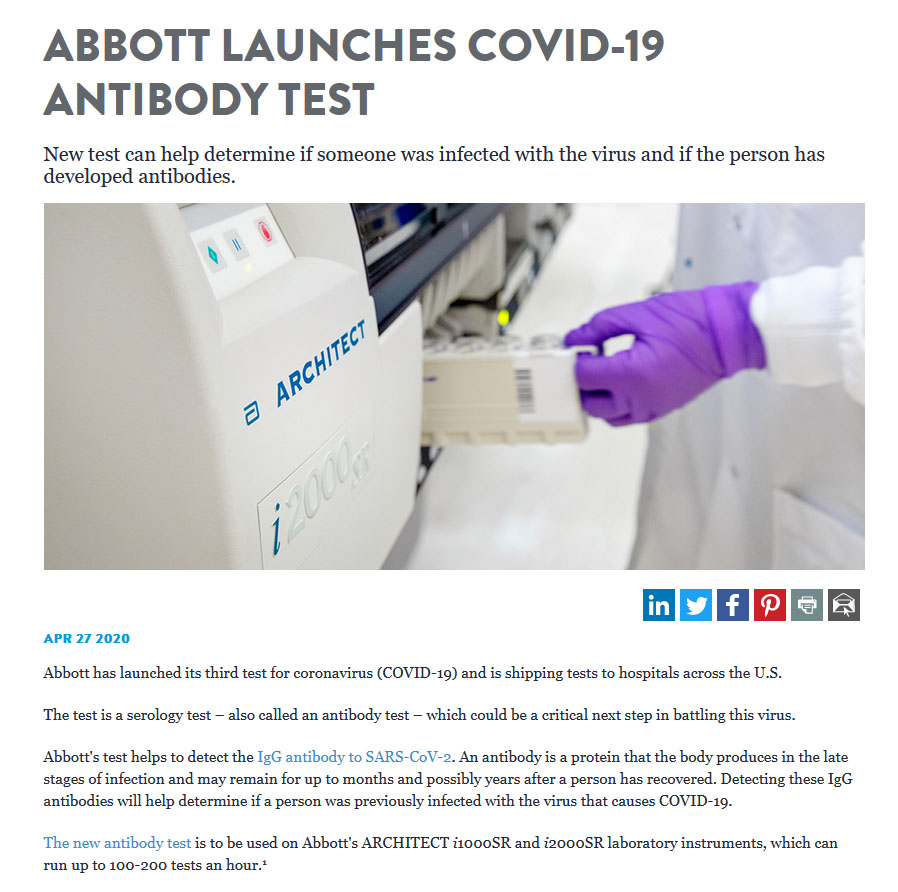 ABBOTT LAUNCHES COVID-19
ANTIBODY TEST
New test can help determine if someone was infected with the virus and if the person has
developed antibodies.
ARCHITECT
i2000SR
in
f
APR 27 2020
Abbott has launched its third test for coronavirus (COVID-19) and is shipping tests to hospitals across the U.S.
The test is a serology test – also called an antibody test – which could be a critical next step in battling this virus.
Abbott's test helps to detect the IgG antibody to SARS-CoV-2. An antibody is a protein that the body produces in the late
stages of infection and may remain for up to months and possibly years after a person has recovered. Detecting these IgG
antibodies will help determine if a person was previously infected with the virus that causes COVID-19.
The new antibody test is to be used on Abbott's ARCHITECT i1000SR and i2000SR laboratory instruments, which can
run up to 100-200 tests an hour.¹